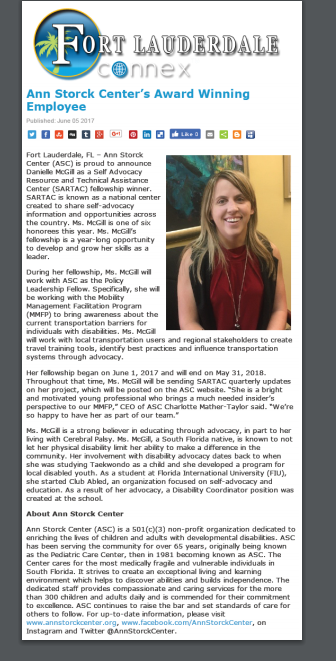 FORT LAUDERDALE
connex
Ann Storck Center's Award Winning
Employee
Published: June 05 2017
Like 0
Fort Lauderdale, FL – Ann Storck
Center (ASC) is proud to announce
Danielle McGill as a Self Advocacy
Resource and Technical Assistance
Center (SARTAC) fellowship winner.
SARTAC is known as a national center
created to share self-advocacy
information and opportunities across
the country. Ms. McGill is one of six
honorees this year. Ms. McGill's
fellowship is a year-long opportunity
to develop and grow her skills as a
leader.
During her fellowship, Ms. McGill will
work with ASC as the Policy
Leadership Fellow. Specifically, she will
be working with the Mobility
Management Facilitation Program
(MMFP) to bring awareness about the
current transportation barriers for
individuals with disabilities. Ms. McGill
will work with local transportation users and regional stakeholders to create
travel training tools, identify best practices and influence transportation
systems through advocacy.
Her fellowship began on June 1, 2017 and will end on May 31, 2018.
Throughout that time, Ms. McGill will be sending SARTAC quarterly updates
on her project, which will be posted on the ASC website. "She is a bright
and motivated young professional who brings a much needed insider's
perspective to our MMFP," CEO of ASC Charlotte Mather-Taylor said. "We're
so happy to have her as part of our team."
Ms. McGill is a strong believer in educating through advocacy, in part to her
living with Cerebral Palsy. Ms. McGill, a South Florida native, is known to not
let her physical disability limit her ability to make a difference in the
community. Her involvement with disability advocacy dates back to when
she was studying Taekwondo as a child and she developed a program for
local disabled youth. As a student at Florida International University (FIU),
she started Club Abled, an organization focused on self-advocacy and
education. As a result of her advocacy, a Disability Coordinator position was
created at the school.
About Ann Storck Center
Ann Storck Center (ASC) is a 501(c)(3) non-profit organization dedicated to
enriching the lives of children and adults with developmental disabilities. ASC
has been serving the community for over 65 years, originally being known
as the Pediatric Care Center, then in 1981 becoming known as ASC. The
Center cares for the most medically fragile and vulnerable individuals in
South Florida. It strives to create an exceptional living and learning
environment which helps to discover abilities and builds independence. The
dedicated staff provides compassionate and caring services for the more
than 300 children and adults daily and is commended for their commitment
to excellence. ASC continues to raise the bar and set standards of care for
others to follow. For up-to-date information, please visit
www.annstorckcenter.org, www.facebook.com/AnnStorckCenter, on
Instagram and Twitter @AnnStorckCenter.